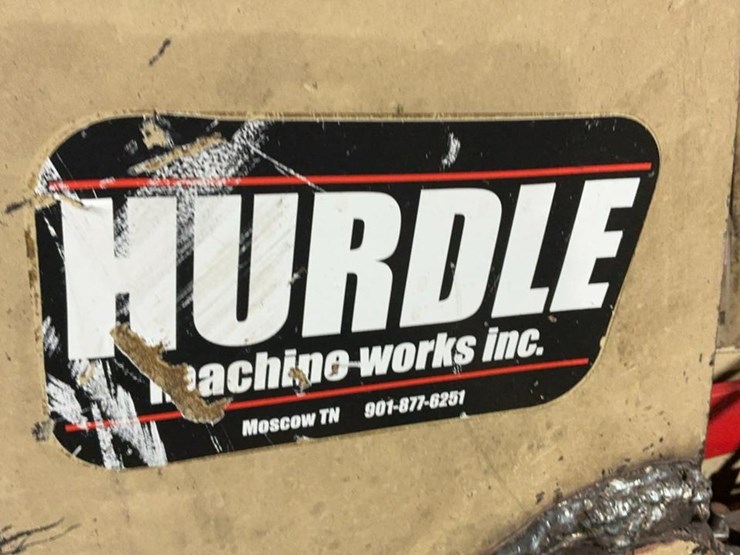 HURDLE
machine works inc.
Moscow TN 901-877-6251